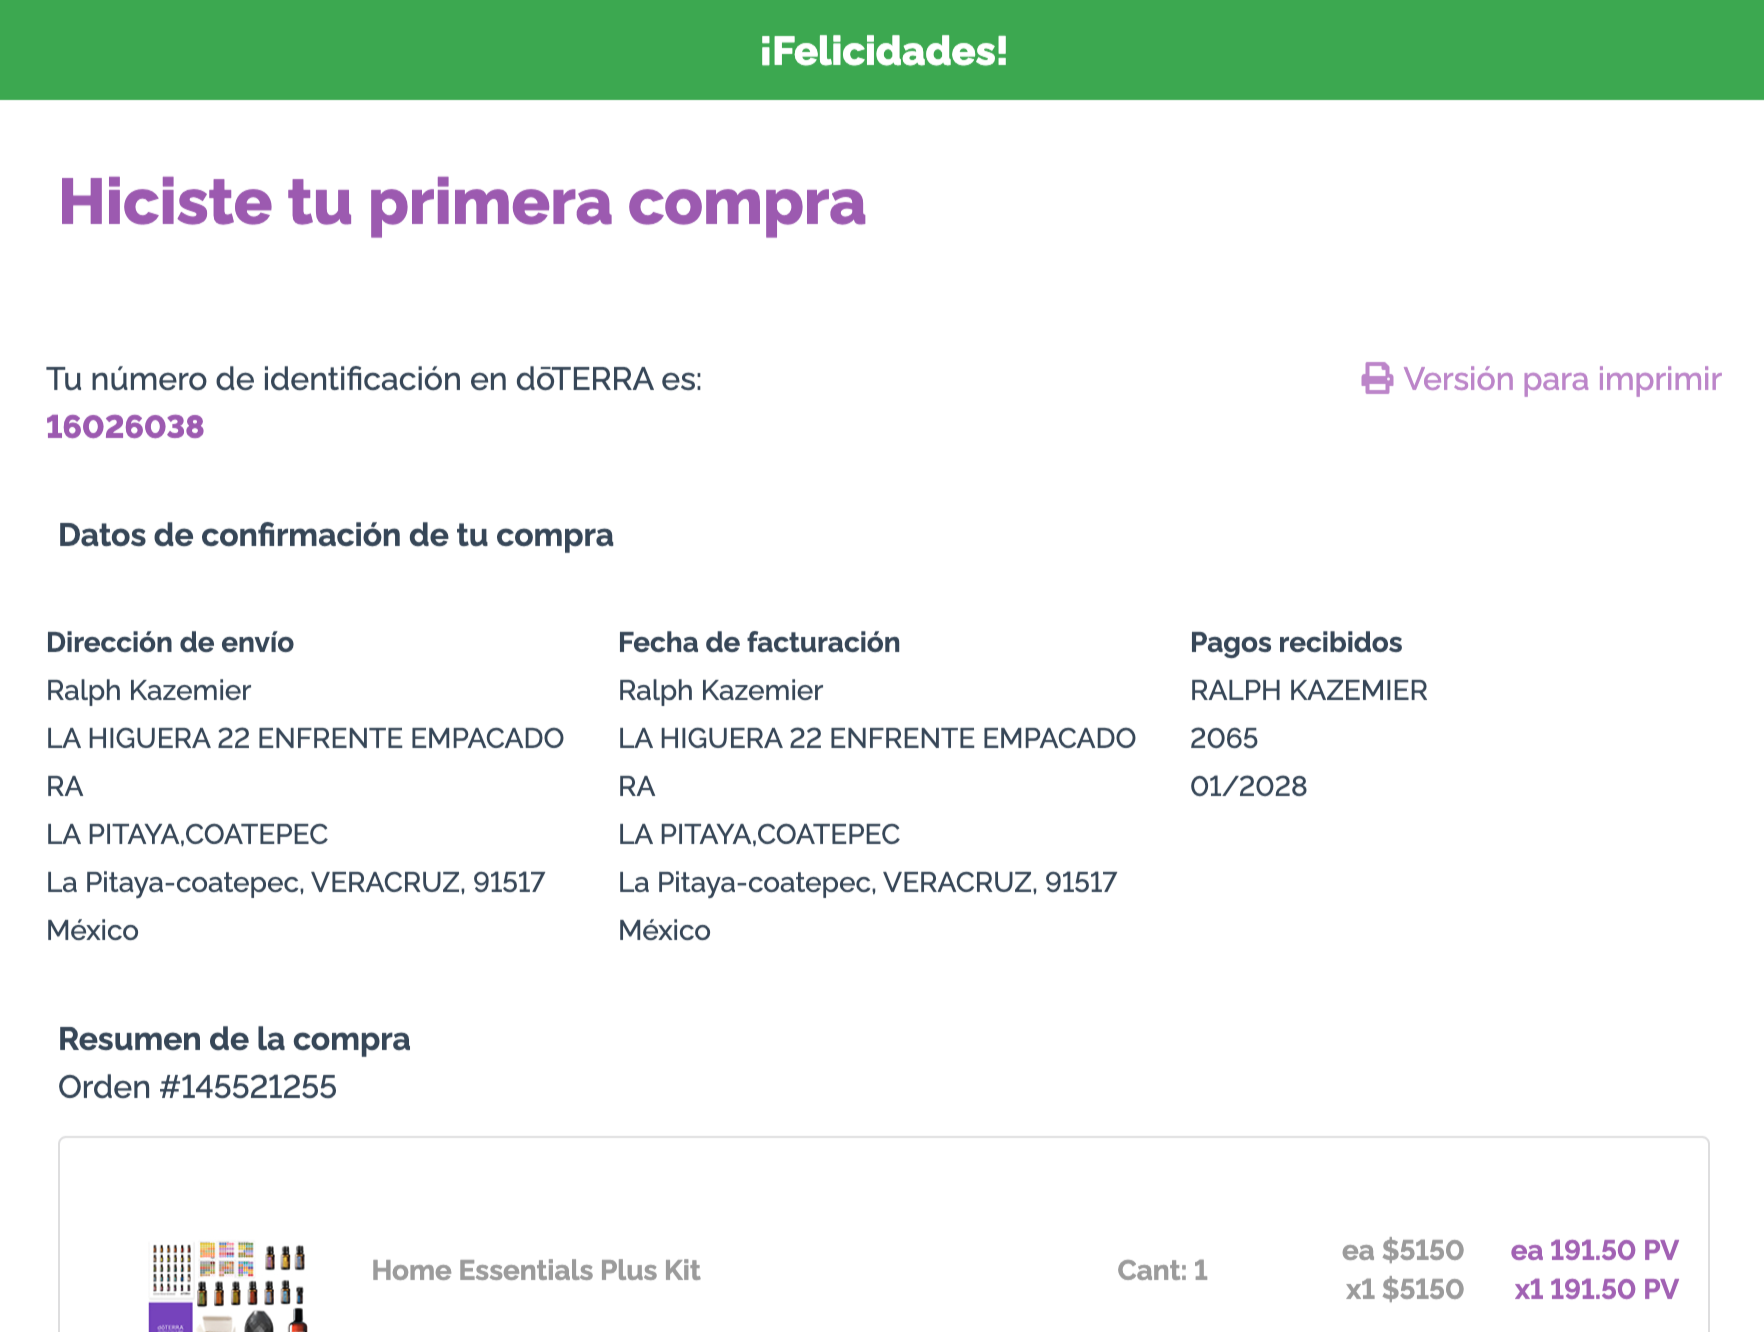 ¡Felicidades!
Hiciste tu primera compra
Tu número de identificación en dōTERRA es:
16026038
Versión para imprimir
Datos de confirmación de tu compra
Dirección de envío
Ralph Kazemier
LA HIGUERA 22 ENFRENTE EMPACADO
RA
LA PITAYA,COATEPEC
La Pitaya-coatepec, VERACRUZ, 91517
México
Fecha de facturación
Ralph Kazemier
LA HIGUERA 22 ENFRENTE EMPACADO
RA
LA PITAYA,COATEPEC
La Pitaya-coatepec, VERACRUZ, 91517
México
Pagos recibidos
RALPH KAZEMIER
2065
01/2028
Resumen de la compra
Orden #145521255
dōTERRA
Home Essentials Plus Kit
Cant: 1
ea $5150
x1 $5150
ea 191.50 PV
x1 191.50 PV